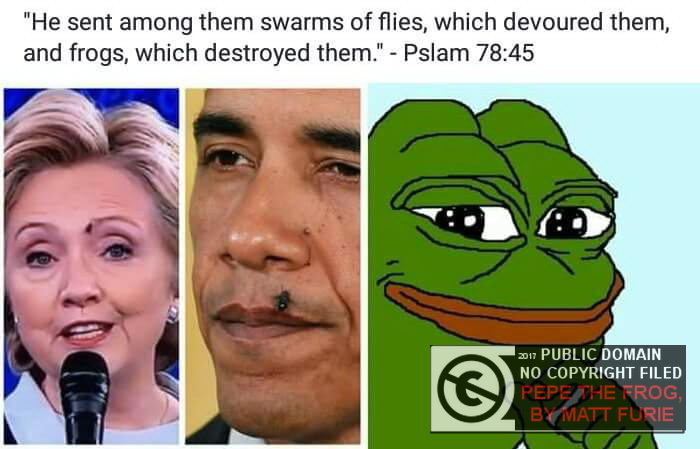 "He sent among them swarms of flies, which devoured them,
and frogs, which destroyed them." - Pslam 78:45
2017 PUBLIC DOMAIN
NO COPYRIGHT FILED
PEPE THE FROG,
BY MATT FURIE